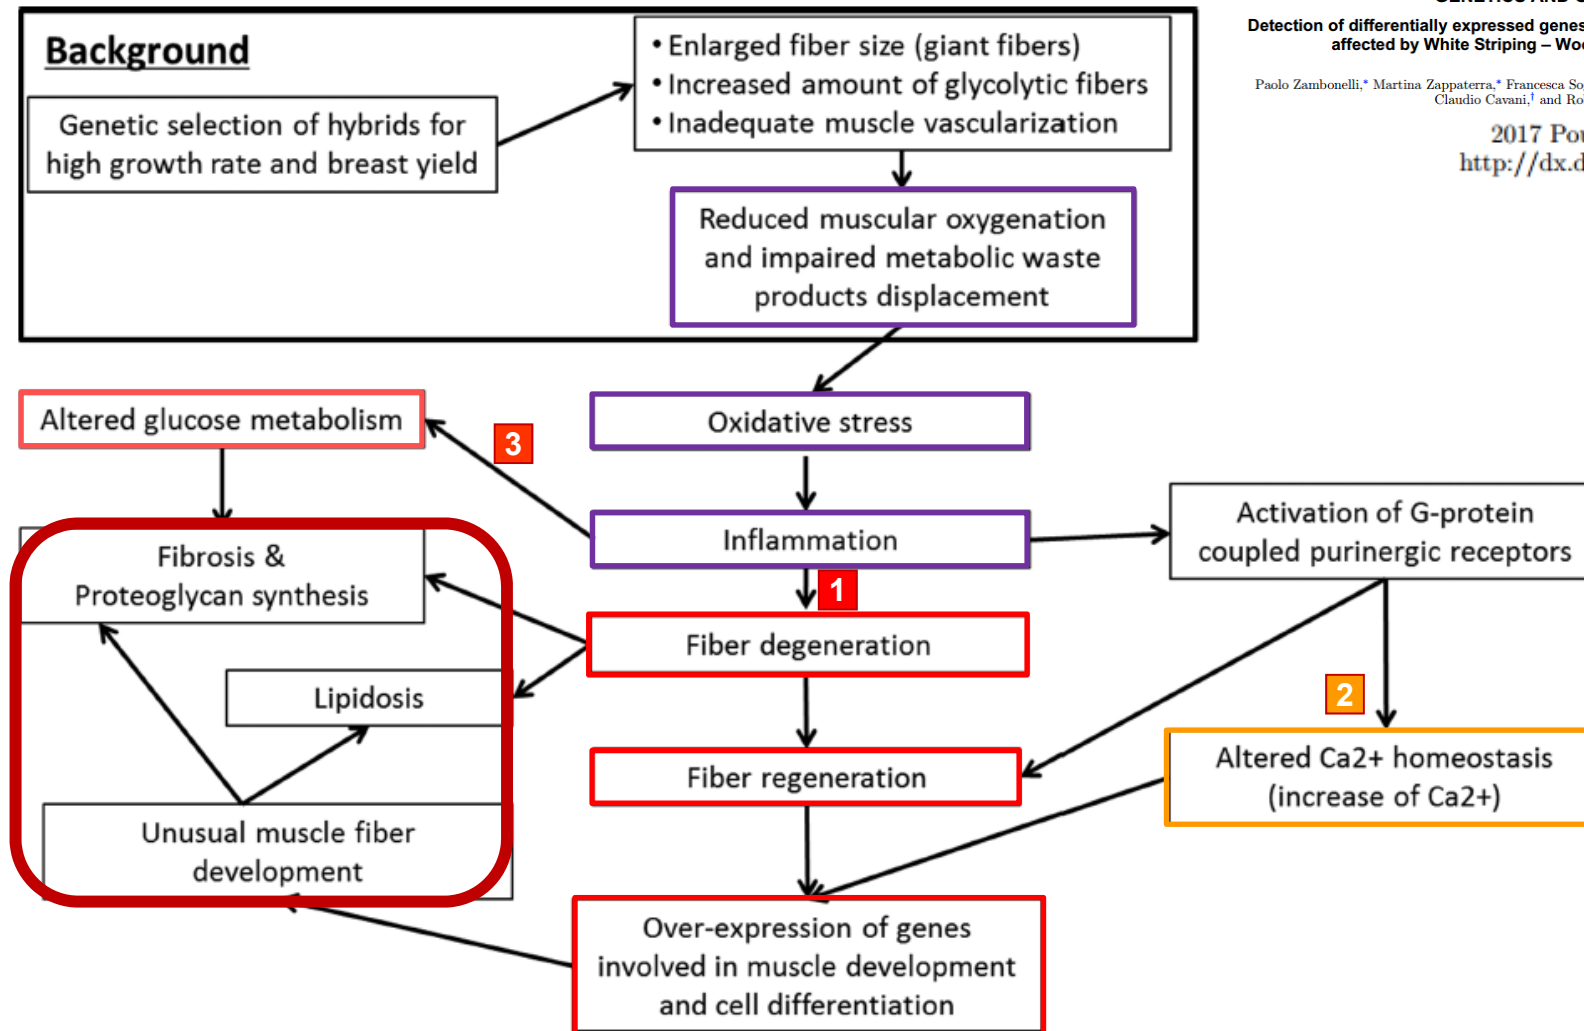 Background
Genetic selection of hybrids for
high growth rate and breast yield
• Enlarged fiber size (giant fibers)
• Increased amount of glycolytic fibers
• Inadequate muscle vascularization
Detection of differentially expressed genes
affected by White Striping –
Paolo Zambonelli,* Martina Zappaterra,* Francesca
Claudio Cavani,† and
2017
http://dx.d
Reduced muscular oxygenation
and impaired metabolic waste
products displacement
Altered glucose metabolism
3
Oxidative stress
Inflammation
Activation of G-protein
coupled purinergic receptors
1
Fibrosis &
Proteoglycan synthesis
Fiber degeneration
Lipidosis
2
Fiber regeneration
Altered Ca2+ homeostasis
(increase of Ca2+)
Unusual muscle fiber
development
Over-expression of genes
involved in muscle development
and cell differentiation